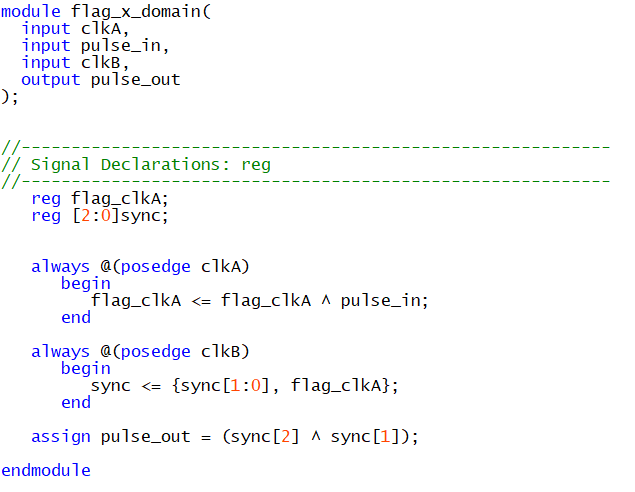 module flag_x_domain(
  input clkA,
  input pulse_in,
  input clkB,
  output pulse_out
);
//-----------------------------------------------------------
// Signal Declarations: reg
//-----------------------------------------------------------
   reg flag_clkA;
   reg [2:0]sync;
   always @(posedge clkA)
      begin
         flag_clkA <= flag_clkA ^ pulse_in;
      end
   always @(posedge clkB)
      begin
         sync <= {sync[1:0], flag_clkA};
      end
   assign pulse_out = (sync[2] ^ sync[1]);
endmodule